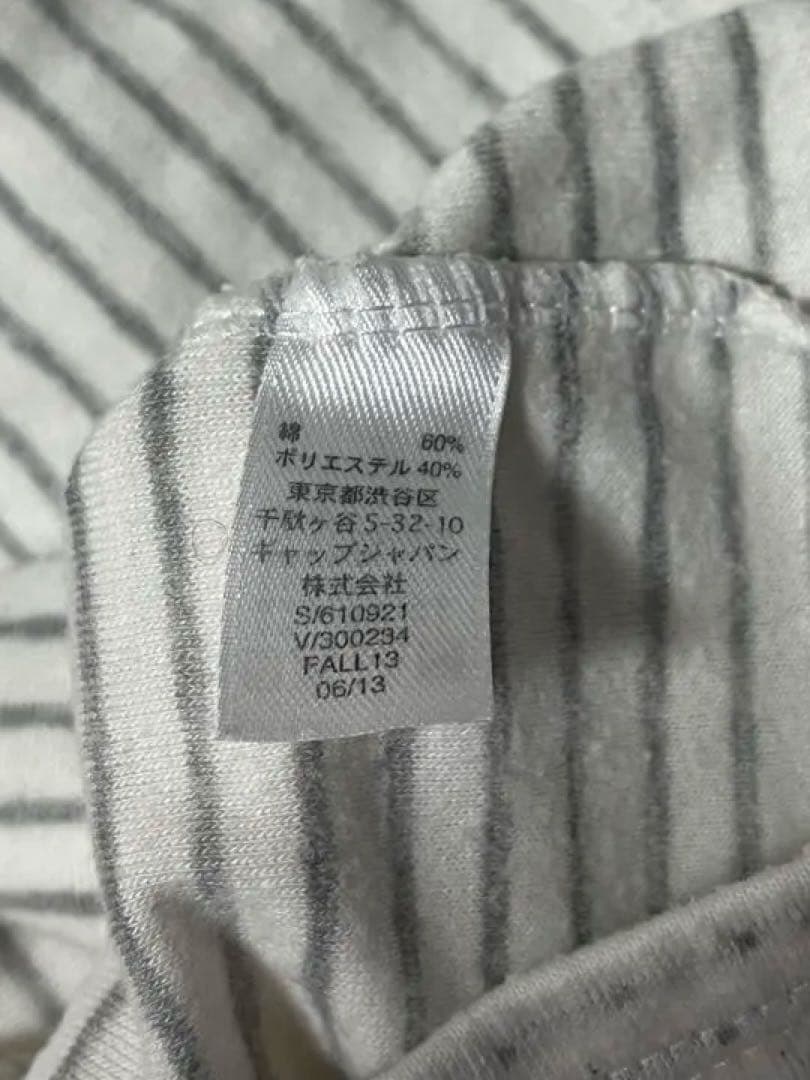 綿 60%
ポリエステル 40%
東京都渋谷区
千駄ヶ谷 5-32-10
ギャップジャパン
株式会社
S/610921
V/300234
FALL13
06/13